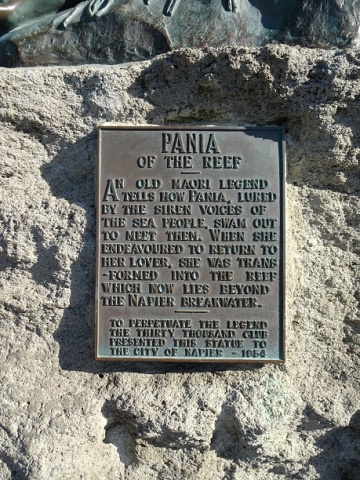 PANIA
OF THE REEF
AN OLD MAORI LEGEND
TELLS HOW PANIA, LURED
BY THE SIREN VOICES OF
THE SEA PEOPLE, SWAM OUT
TO MEET THEM. WHEN SHE
ENDEAVOURED TO RETURN TO
HER LOVER, SHE WAS TRANS
-FORMED INTO THE REEF
WHICH NOW LIES BEYOND
THE NAPIER BREAKWATER.
TO PERPETUATE THE LEGEND
THE THIRTY THOUSAND CLUB
PRESENTED THIS STATUE TO
THE CITY OF NAPIER - 1954